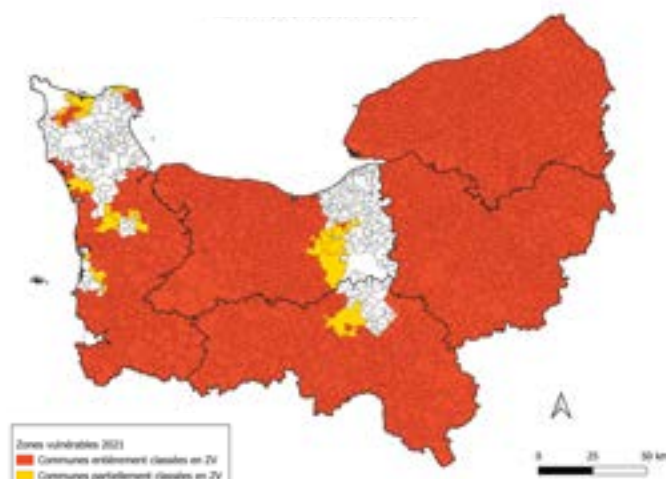 Zones vulnérables 2021
Communes entièrement classées en ZV
Communes partiellement classées en ZV
0 25 50 km